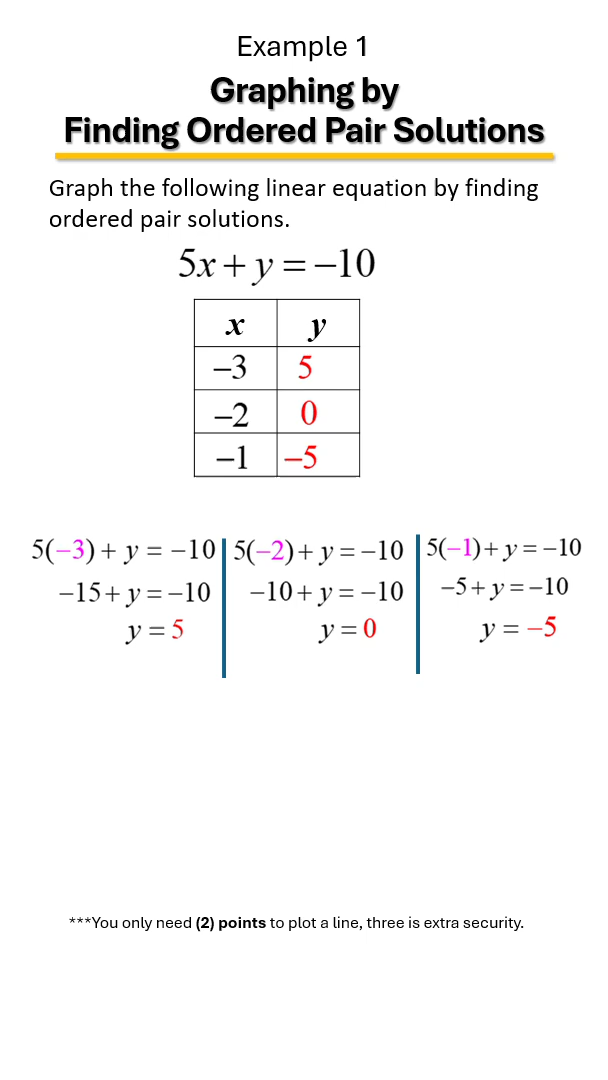 Example 1
Graphing by
Finding Ordered Pair Solutions
Graph the following linear equation by finding
ordered pair solutions.
5x + y = −10
x y
−3 5
−2 0
−1 −5
5(−3) + y = −10 5(−2) + y = −10 5(−1) + y = −10
−15 + y = −10 −10 + y = −10 −5 + y = −10
y = 5 y = 0 y = −5
***You only need (2) points to plot a line, three is extra security.